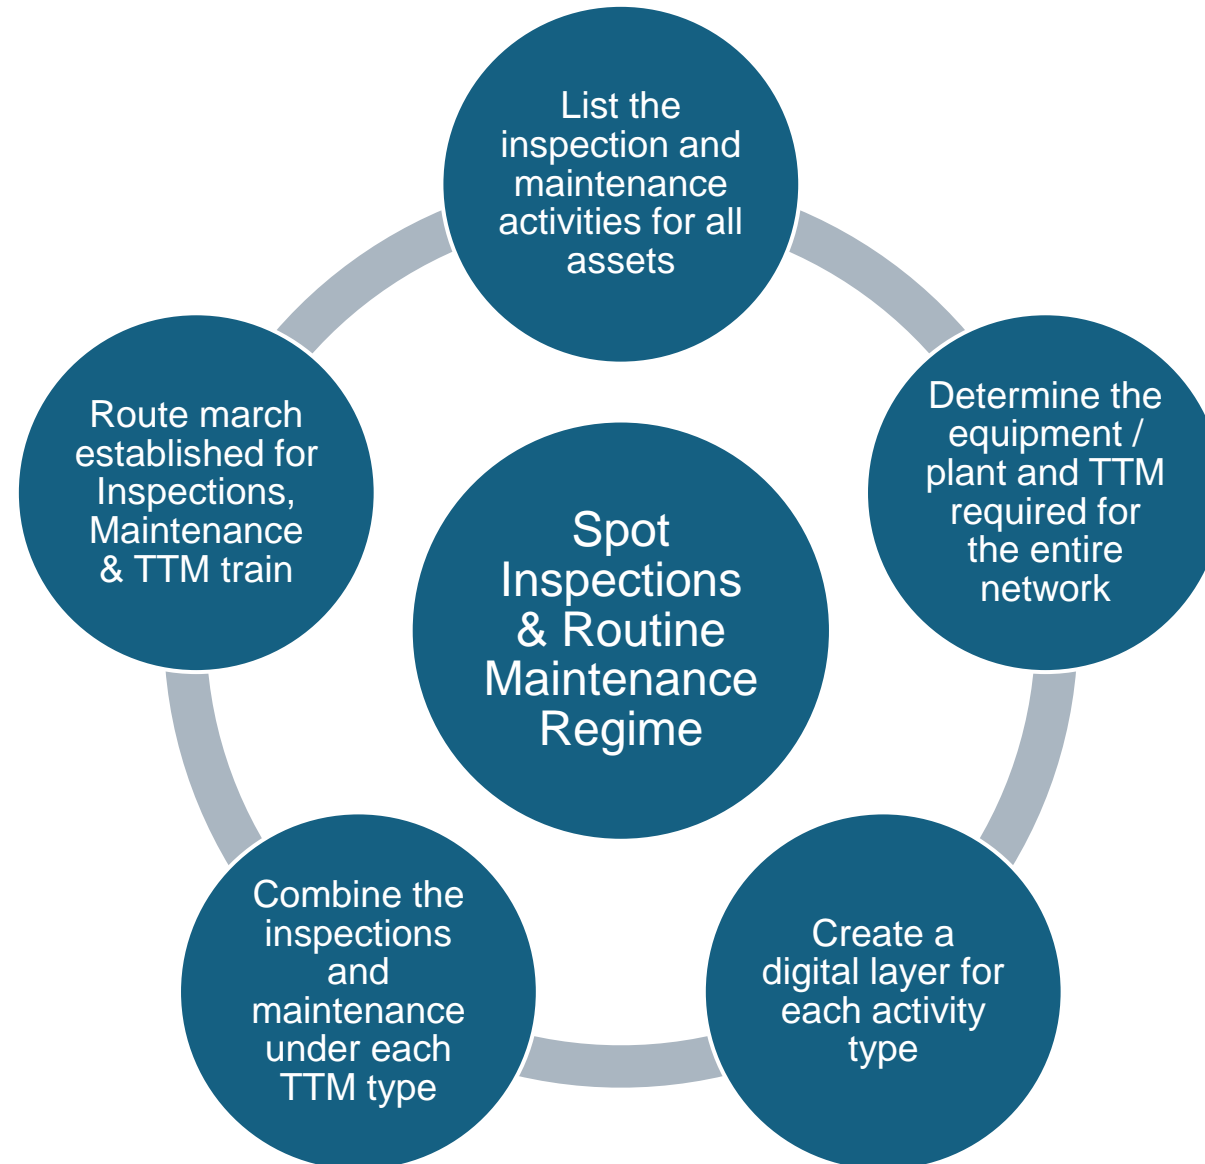 List the
inspection and
maintenance
activities for all
assets
Determine the
equipment /
plant and TTM
required for
the entire
network
Create a
digital layer for
each activity
type
Combine the
inspections
and
maintenance
under each
TTM type
Route march
established for
Inspections,
Maintenance
& TTM train
Spot
Inspections
& Routine
Maintenance
Regime